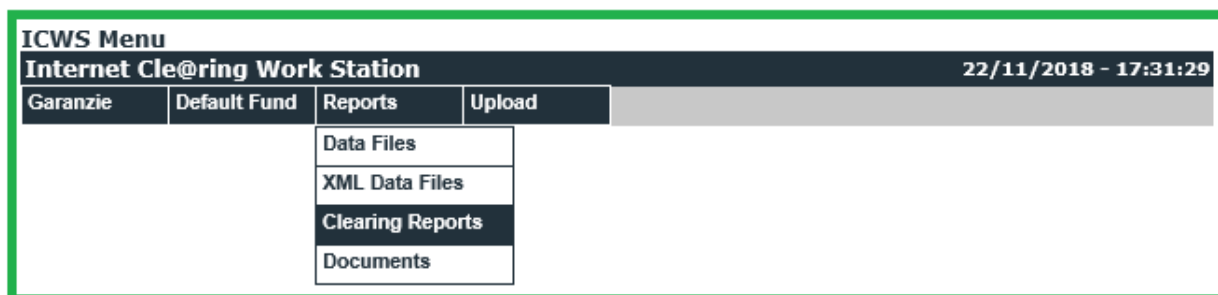 ICWS Menu
Internet Cle@ring Work Station 22/11/2018 - 17:31:29
Garanzie Default Fund Reports Upload
Data Files
XML Data Files
Clearing Reports
Documents